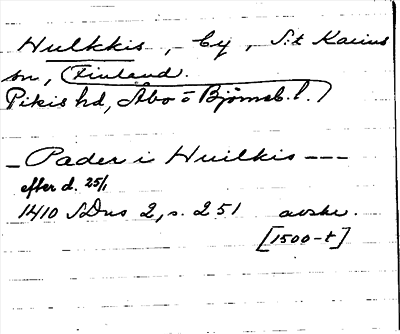 Hulkkis, by, S:t Karins
sn, (Finland.
Pikis hd, Åbo o Björneb. l.)
– Pader i Huilkis – – –
efter d. 25/1
1410 SDns 2, s. 251 avskr.
[1500-t]